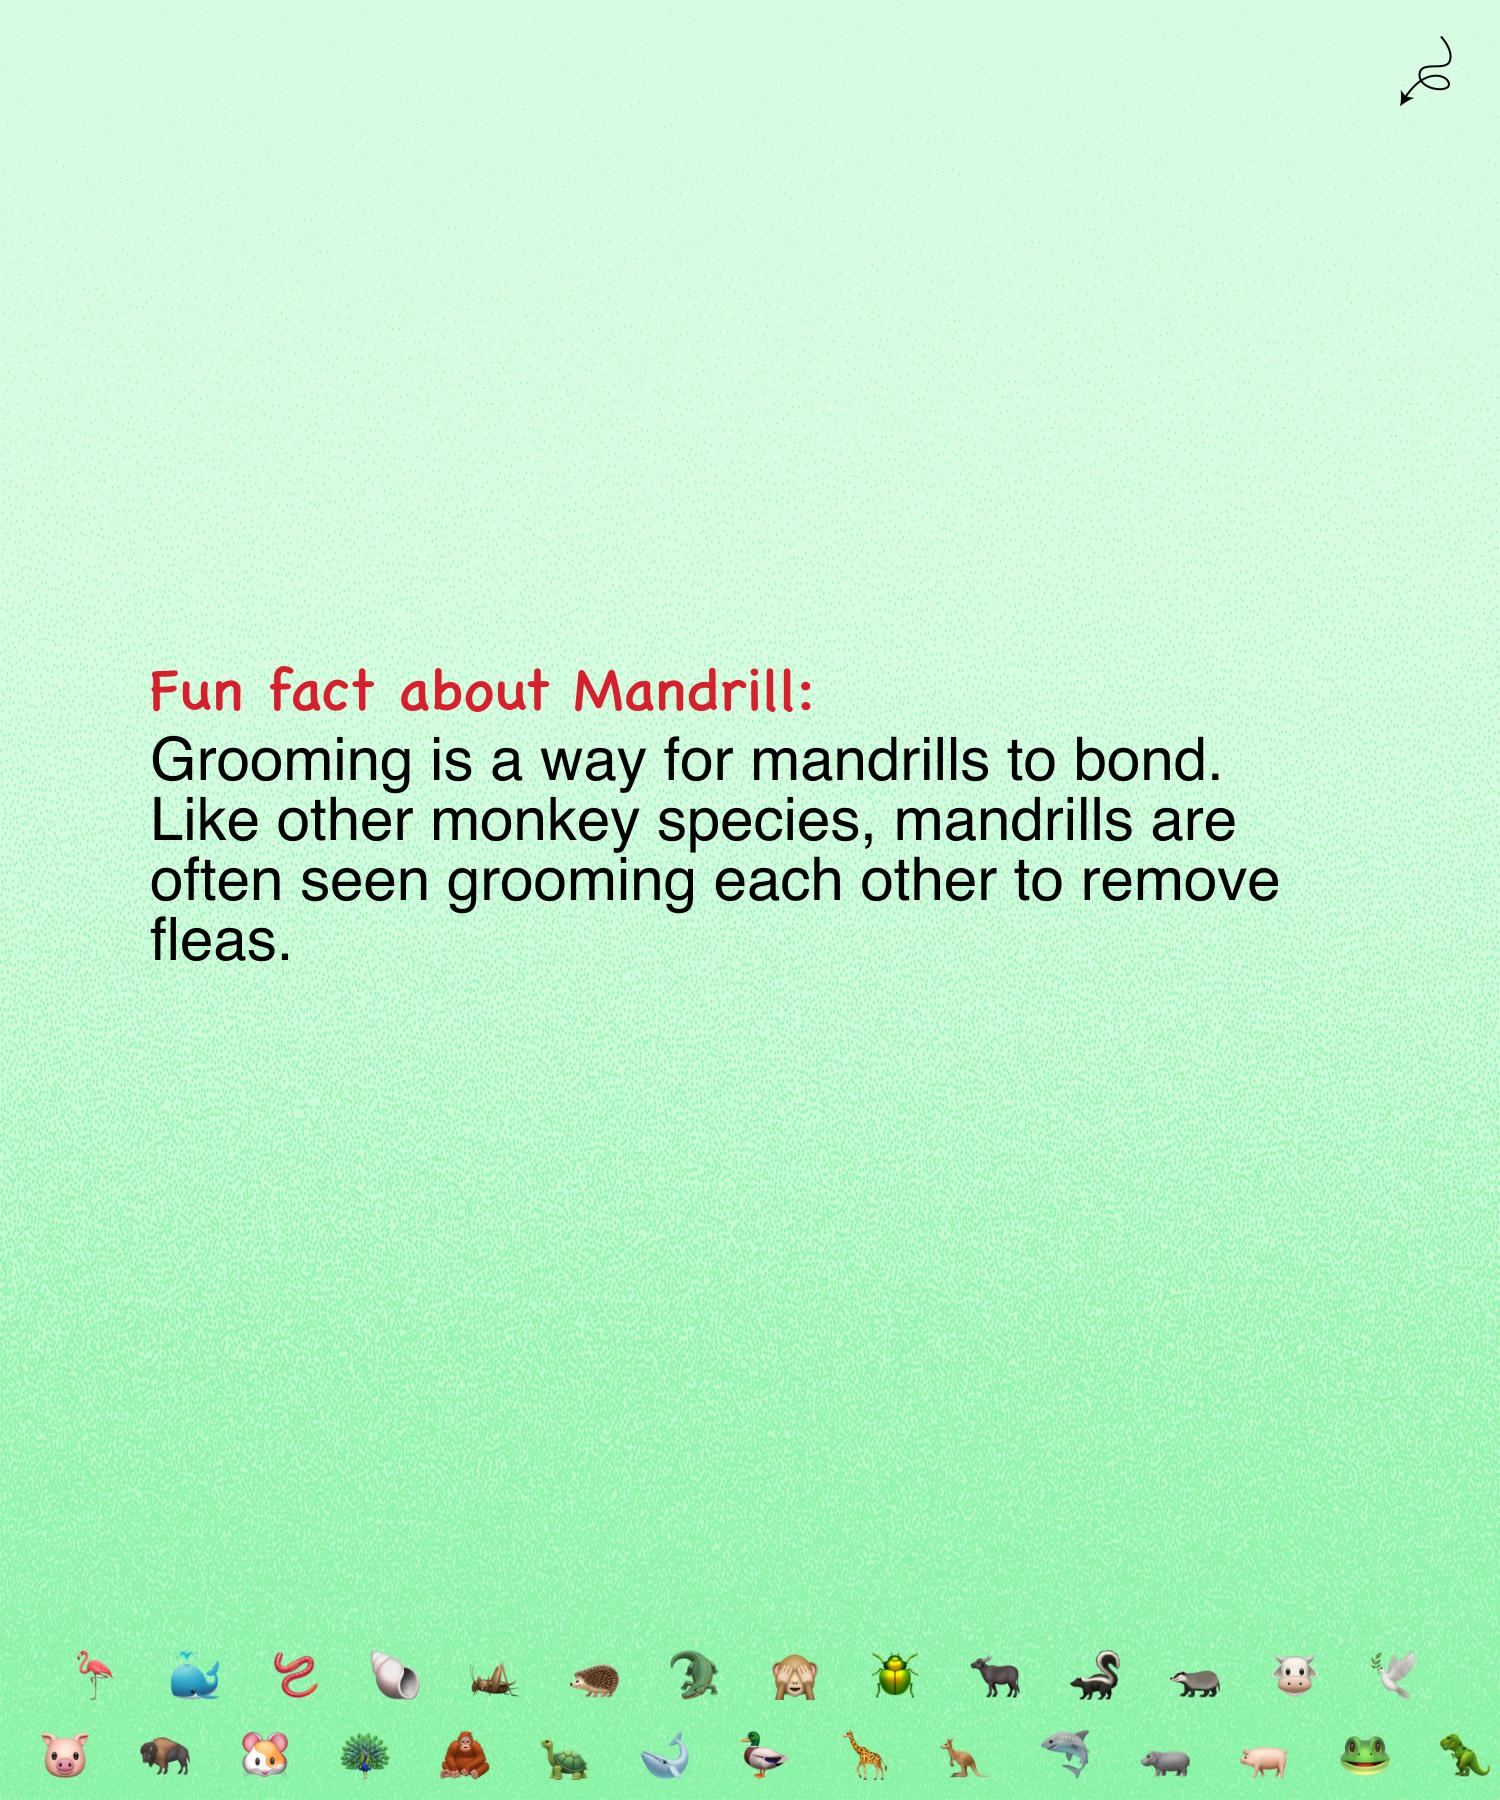 Fun fact about Mandrill:
Grooming is a way for mandrills to bond.
Like other monkey species, mandrills are
often seen grooming each other to remove
fleas.